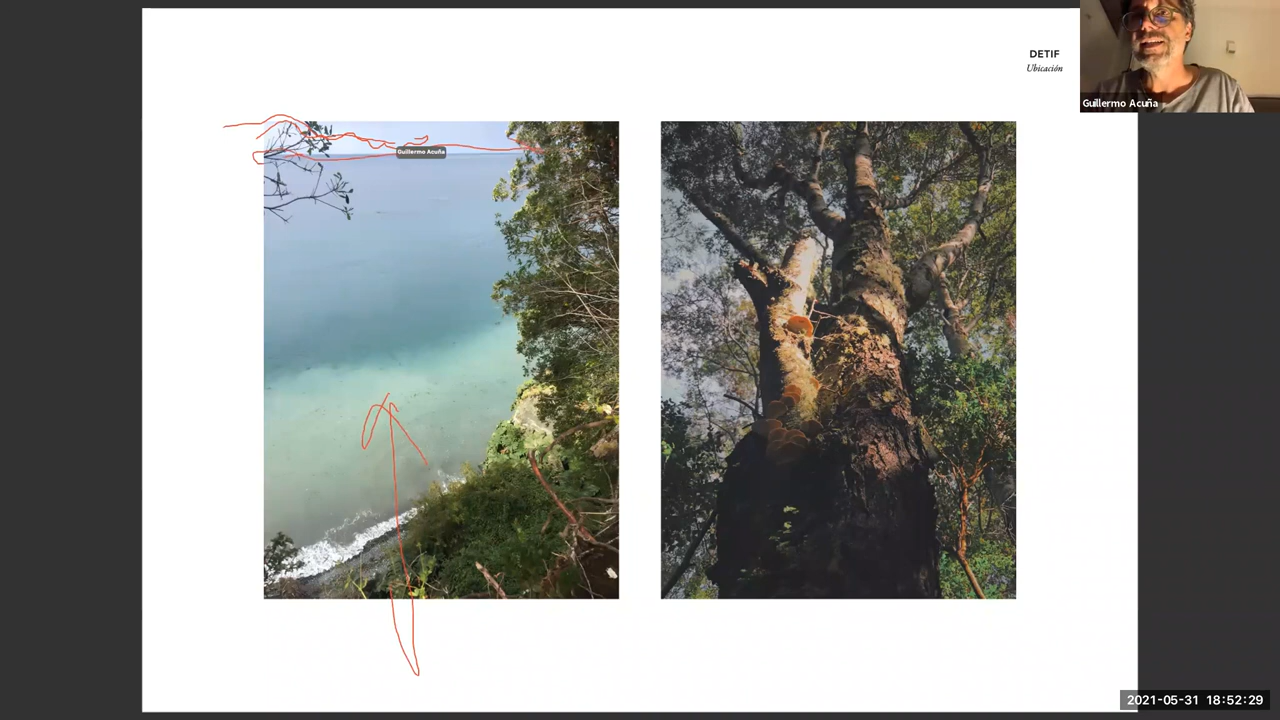 DETIF
Ubicación
Guillermo Acuña
Guillermo Acuña
2021-05-31 18:52:29